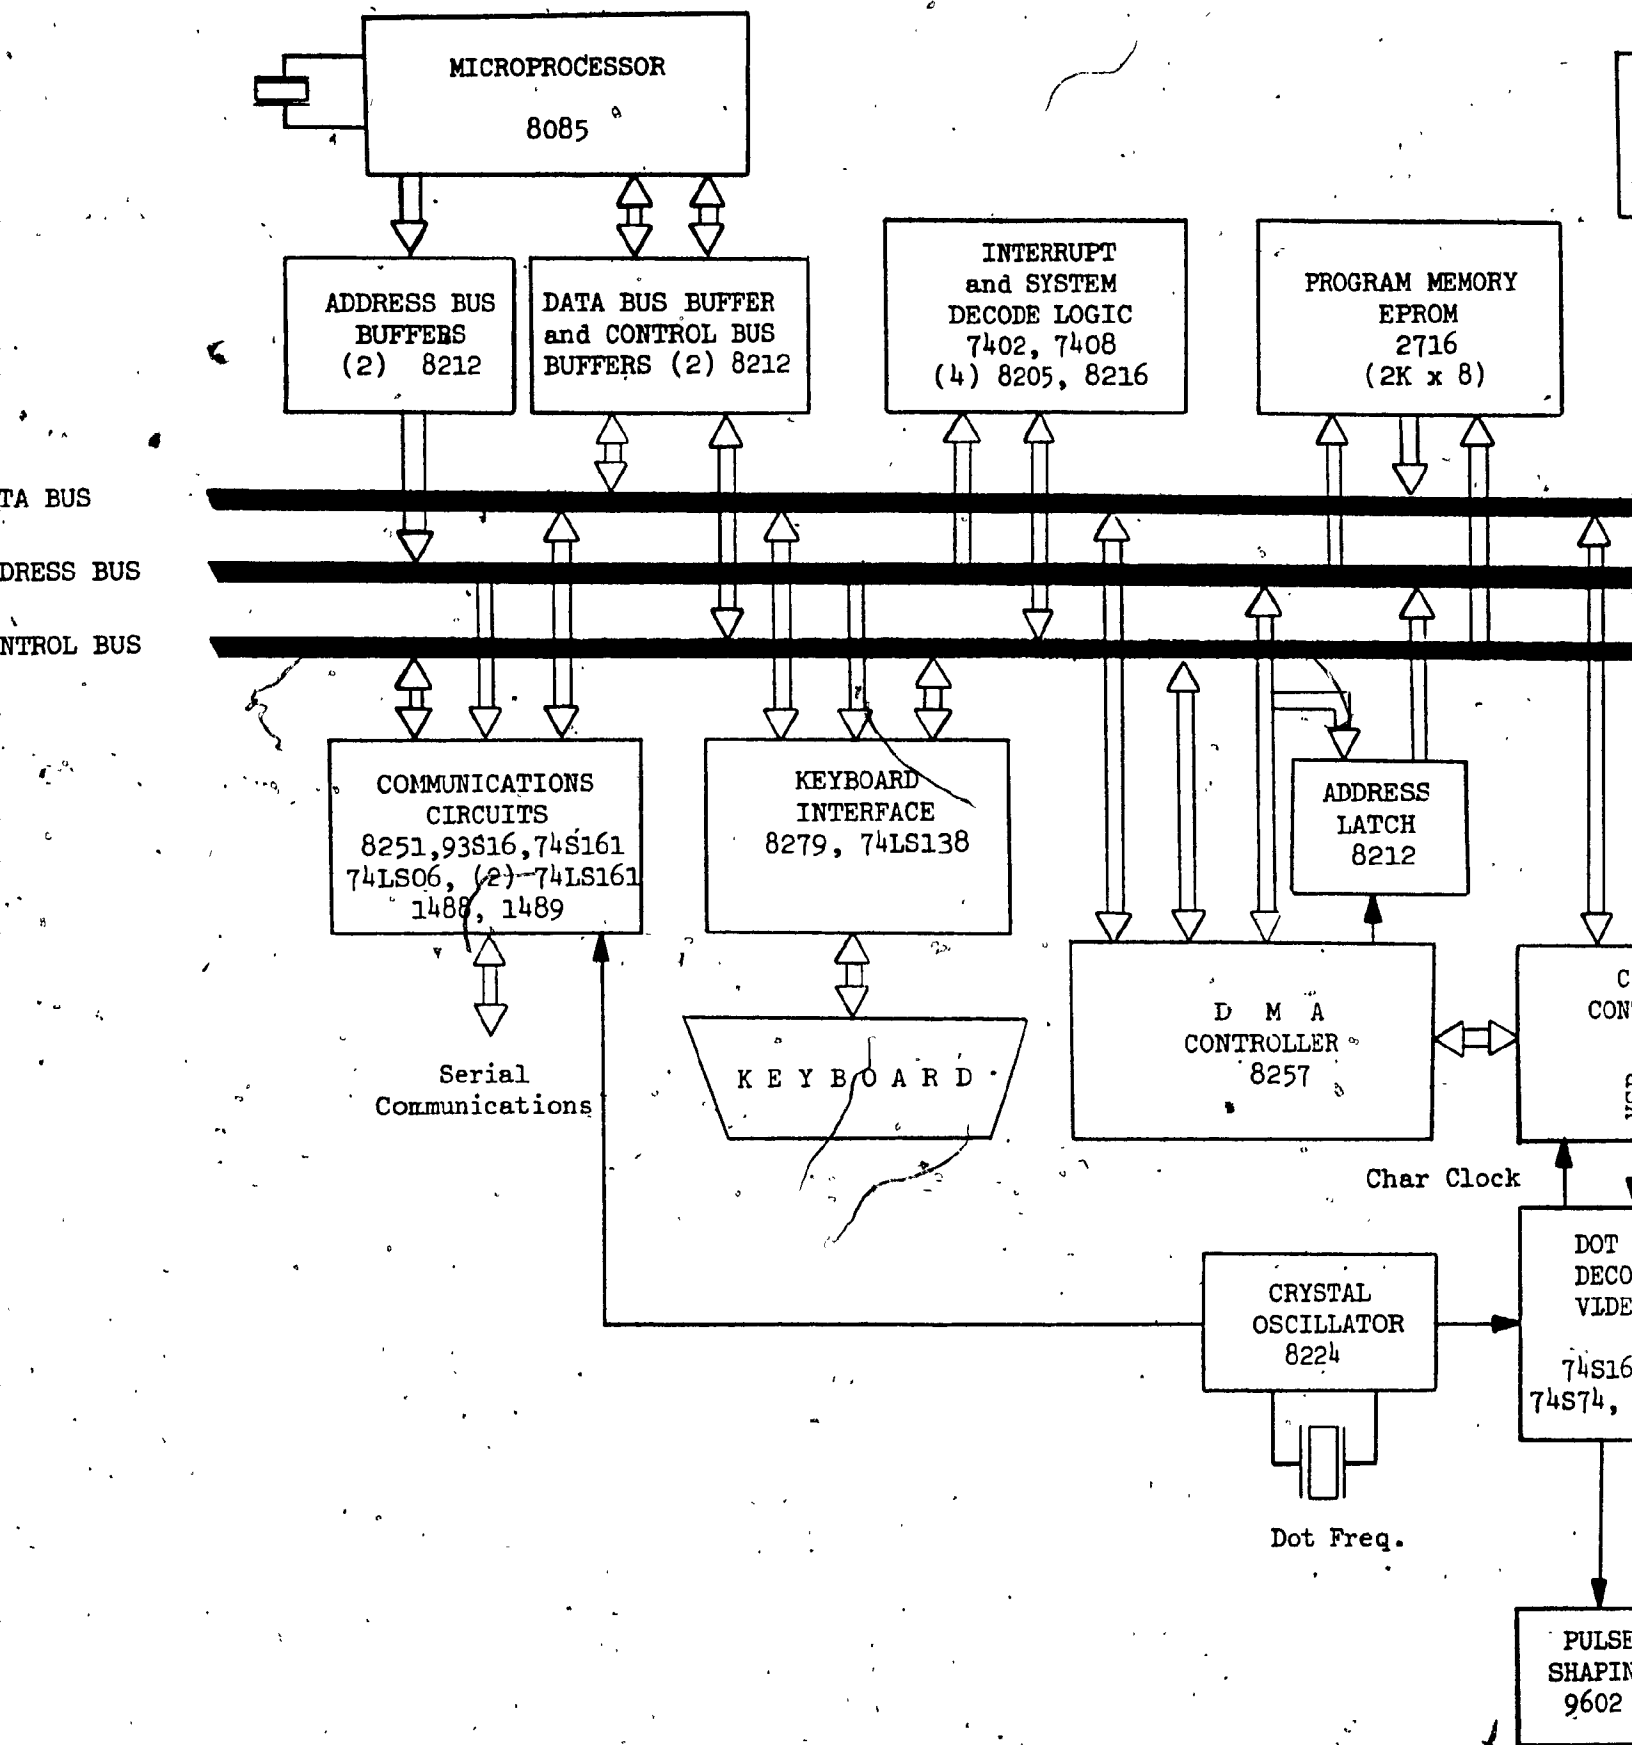 MICROPROCESSOR
8085
ADDRESS BUS
BUFFERS
(2) 8212
DATA BUS BUFFER
and CONTROL BUS
BUFFERS (2) 8212
INTERRUPT
and SYSTEM
DECODE LOGIC
7402, 7408
(4) 8205, 8216
PROGRAM MEMORY
EPROM
2716
(2K x 8)
TA BUS
DRESS BUS
NTROL BUS
COMMUNICATIONS
CIRCUITS
8251,93S16,74S161
74LS06, (2) 74LS161
1488, 1489
KEYBOARD
INTERFACE
8279, 74LS138
ADDRESS
LATCH
8212
D M A
CONTROLLER
8257
C
CON
Serial
Communications
K E Y B O A R D
Char Clock
CRYSTAL
OSCILLATOR
8224
DOT
DECO
VIDE
74S16
74S74,
Dot Freq.
PULSE
SHAPIN
9602